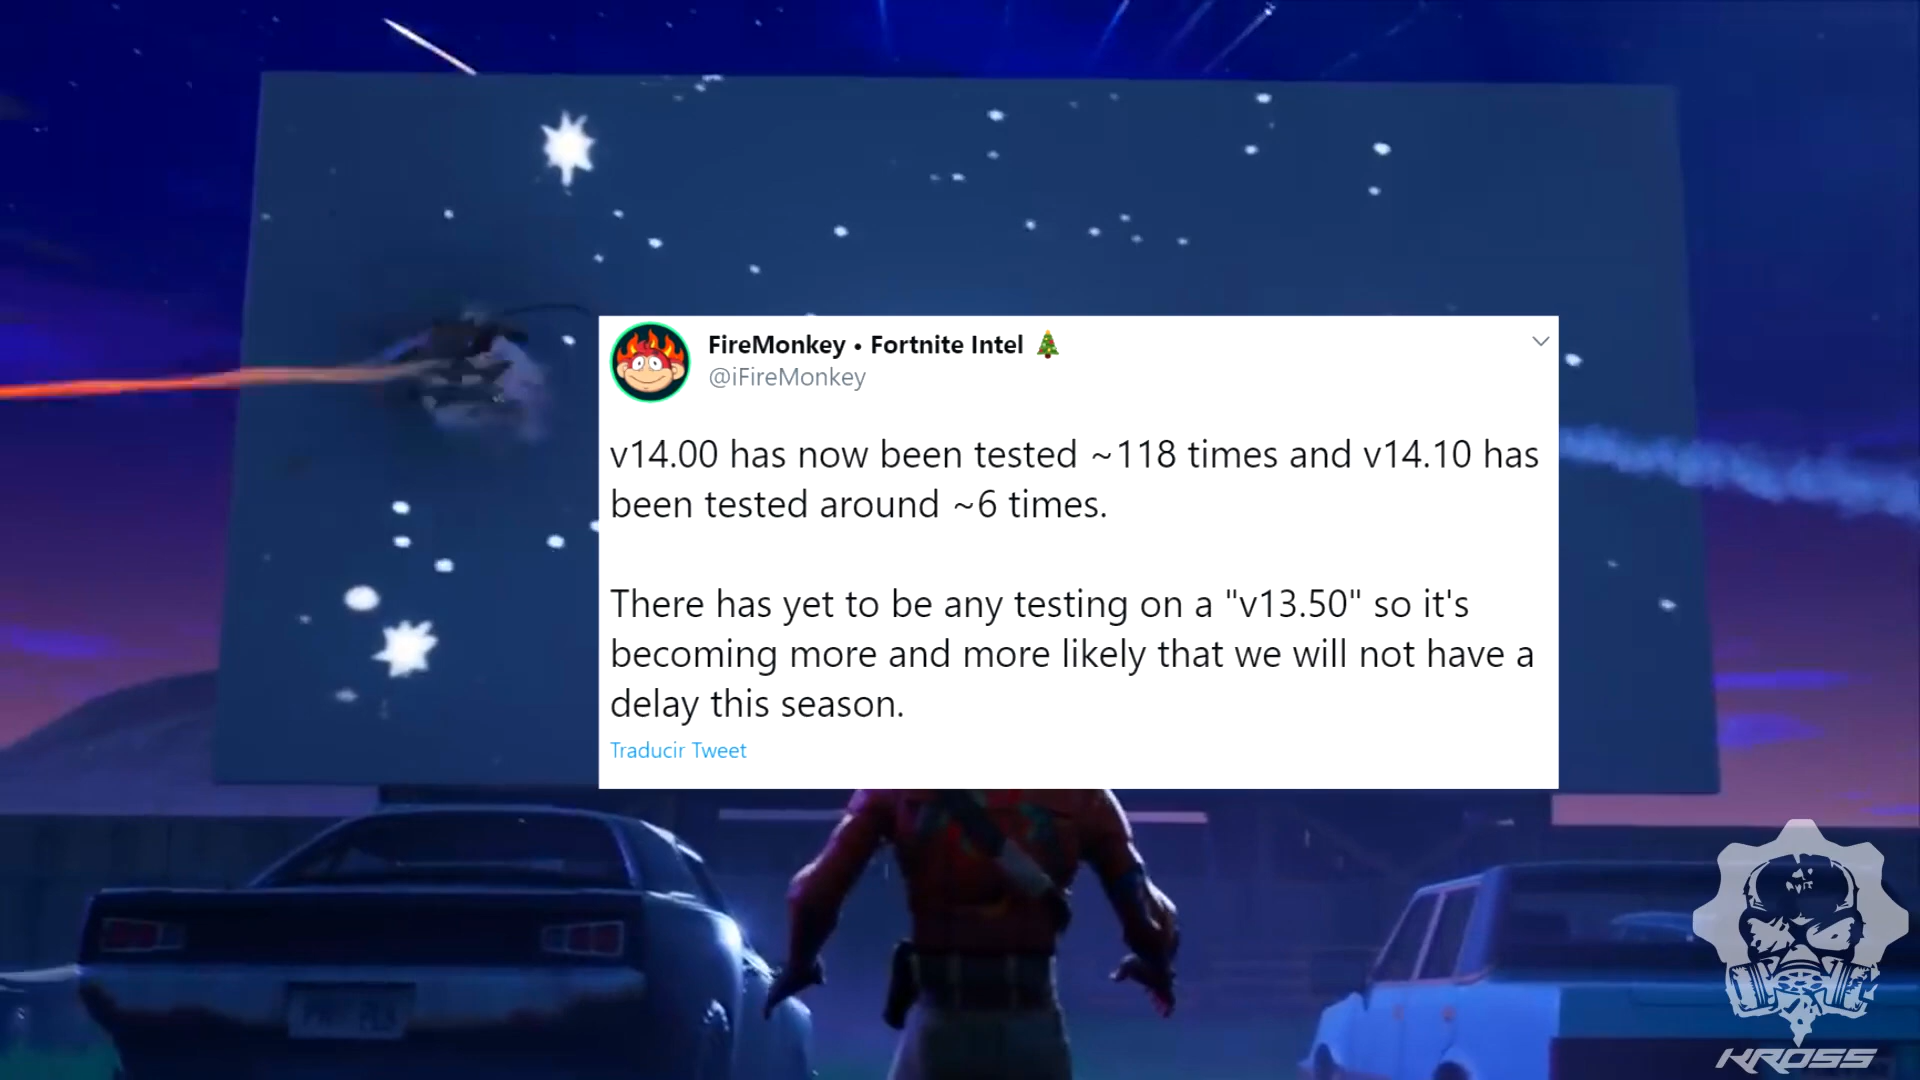 FireMonkey • Fortnite Intel 🎄
@iFireMonkey
v14.00 has now been tested ~118 times and v14.10 has
been tested around ~6 times.
There has yet to be any testing on a "v13.50" so it's
becoming more and more likely that we will not have a
delay this season.
Traducir Tweet
KROSS